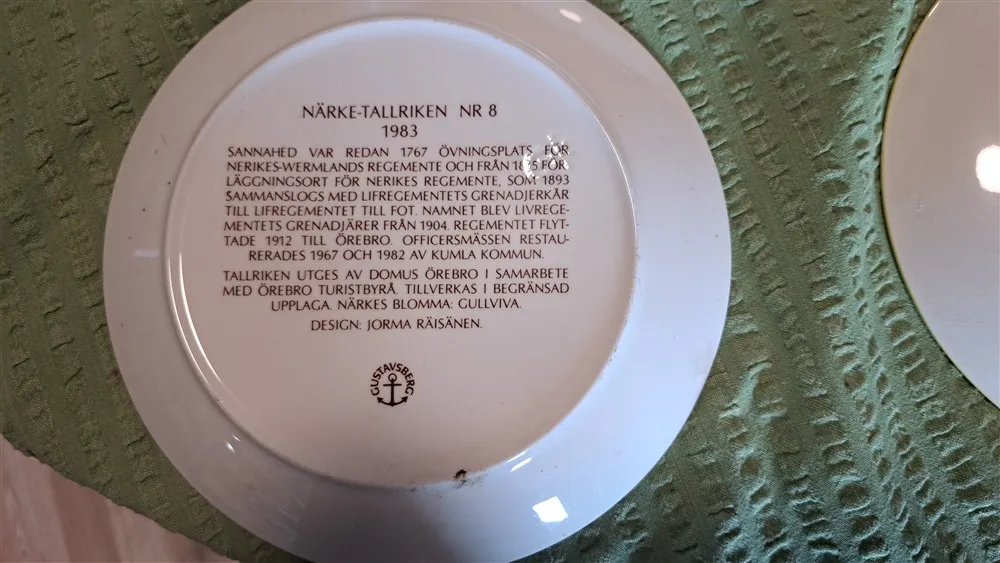 NÄRKE-TALLRIKEN NR 8
1983
SANNAHED VAR REDAN 1767 ÖVNINGSPLATS FÖR
NERIKES-WERMLANDS REGEMENTE OCH FRÅN FÖR-
LÄGGNINGSORT FÖR NERIKES REGEMENTE, SOM 1893
SAMMANSLOGS MED LIFREGEMENTETS GRENADJERKÅR
TILL LIFREGEMENTET TILL FOT. NAMNET BLEV LIVREGE-
MENTETS GRENADJÄRER FRÅN 1904. REGEMENTET FLYT-
TADE 1912 TILL ÖREBRO. OFFICERSMÄSSEN RESTAU-
RERADES 1967 OCH 1982 AV KUMLA KOMMUN.
TALLRIKEN UTGES AV DOMUS ÖREBRO I SAMARBETE
MED ÖREBRO TURISTBYRÅ. TILLVERKAS I BEGRÄNSAD
UPPLAGA. NÄRKES BLOMMA: GULLVIVA.
DESIGN: JORMA RÄISÄNEN.
GUSTAVSBERG